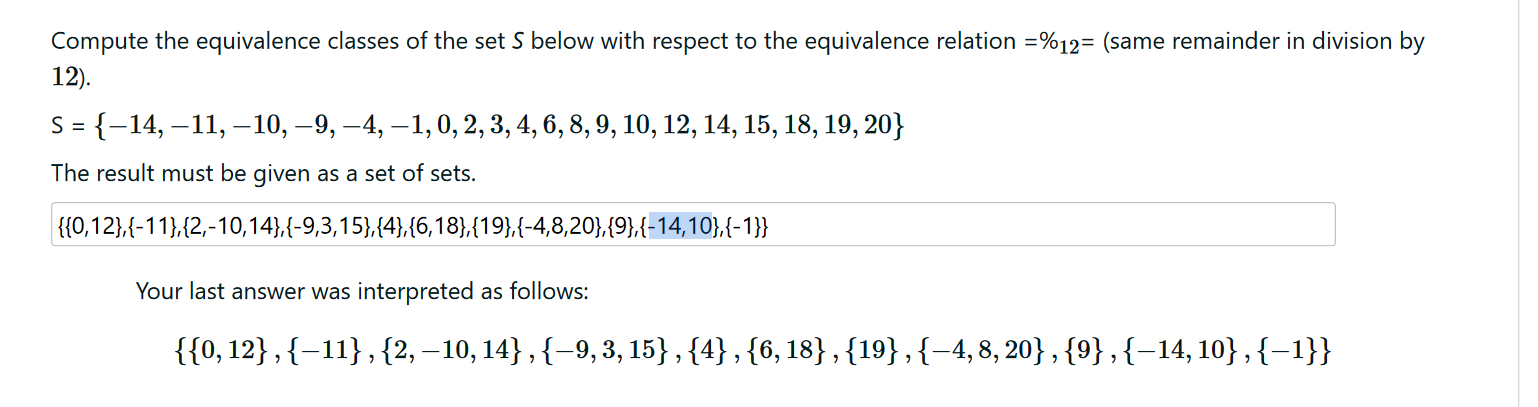 Compute the equivalence classes of the set S below with respect to the equivalence relation =%₁₂= (same remainder in division by
12).
S = {−14, −11, −10, −9, −4, −1, 0, 2, 3, 4, 6, 8, 9, 10, 12, 14, 15, 18, 19, 20}
The result must be given as a set of sets.
{{0,12},{-11},{2,-10,14},{-9,3,15},{4},{6,18},{19},{-4,8,20},{9},{-14,10},{-1}}
Your last answer was interpreted as follows:
{{0, 12} , {−11} , {2, −10, 14} , {−9, 3, 15} , {4} , {6, 18} , {19} , {−4, 8, 20} , {9} , {−14, 10} , {−1}}